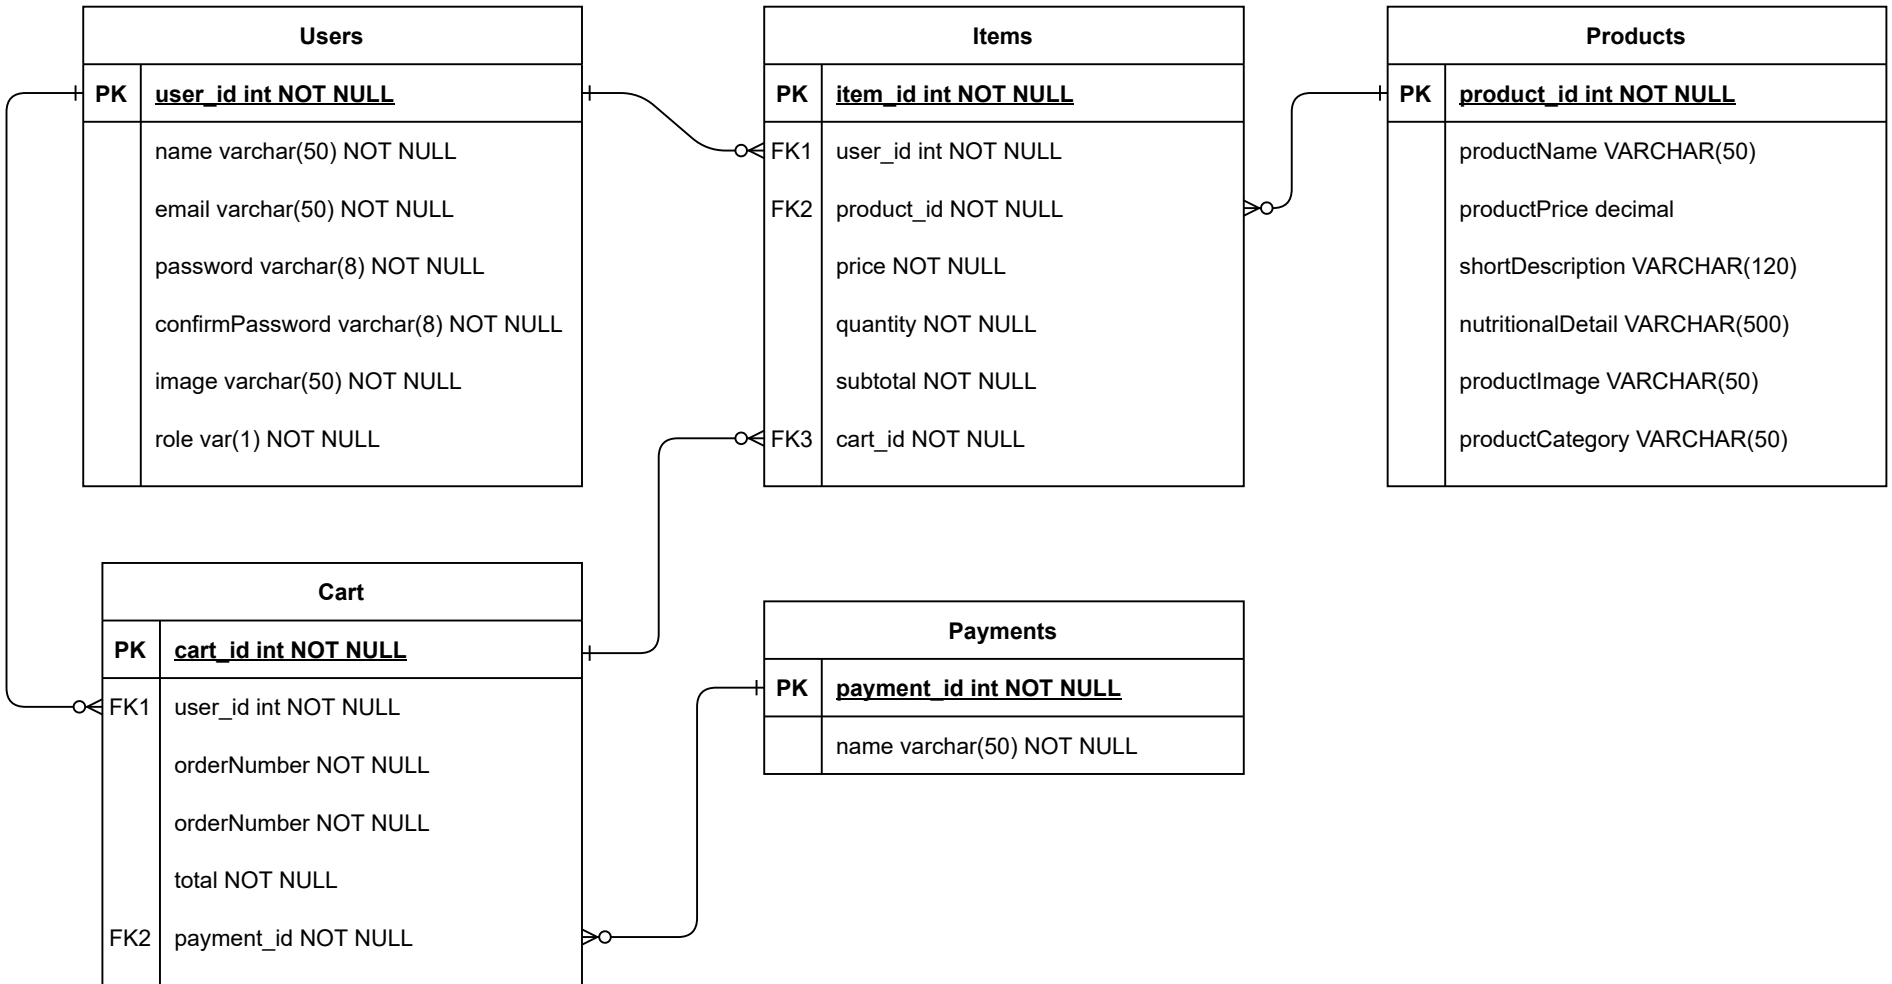 Users
PK user_id int NOT NULL
name varchar(50) NOT NULL
email varchar(50) NOT NULL
password varchar(8) NOT NULL
confirmPassword varchar(8) NOT NULL
image varchar(50) NOT NULL
role var(1) NOT NULL
Items
PK item_id int NOT NULL
FK1 user_id int NOT NULL
FK2 product_id NOT NULL
price NOT NULL
quantity NOT NULL
subtotal NOT NULL
FK3 cart_id NOT NULL
Products
PK product_id int NOT NULL
productName VARCHAR(50)
productPrice decimal
shortDescription VARCHAR(120)
nutritionalDetail VARCHAR(500)
productImage VARCHAR(50)
productCategory VARCHAR(50)
Cart
PK cart_id int NOT NULL
FK1 user_id int NOT NULL
orderNumber NOT NULL
orderNumber NOT NULL
total NOT NULL
FK2 payment_id NOT NULL
Payments
PK payment_id int NOT NULL
name varchar(50) NOT NULL